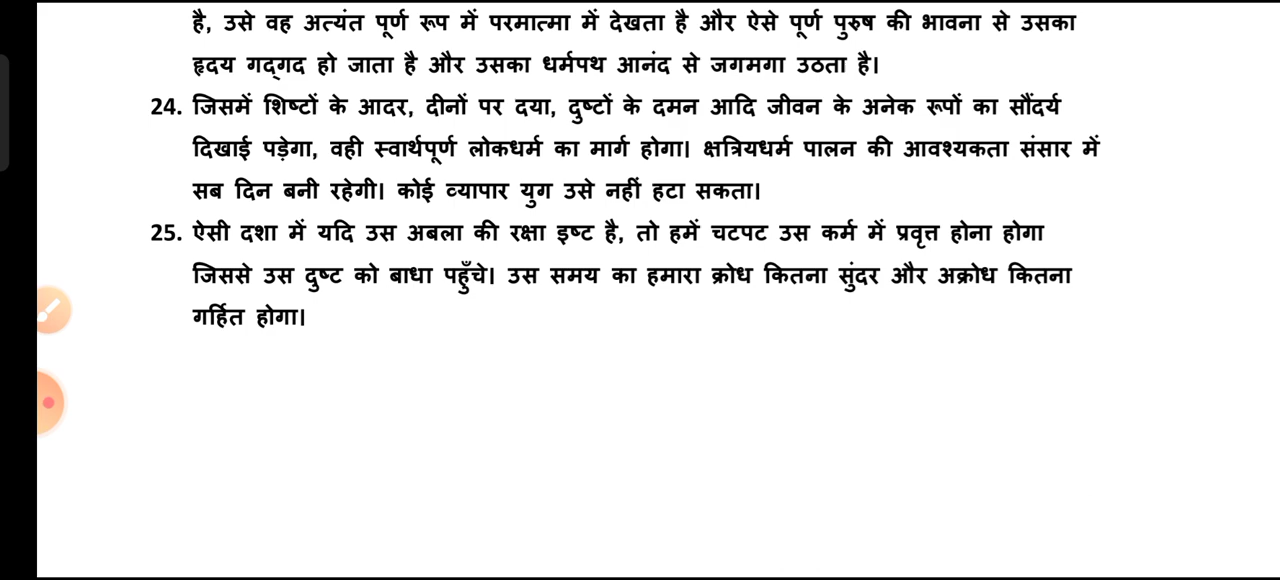 है, उसे वह अत्यंत पूर्ण रूप में परमात्मा में देखता है और ऐसे पूर्ण पुरुष की भावना से उसका
हृदय गद्गद हो जाता है और उसका धर्मपथ आनंद से जगमगा उठता है।
24. जिसमें शिष्टों के आदर, दीनों पर दया, दुष्टों के दमन आदि जीवन के अनेक रूपों का सौंदर्य
दिखाई पड़ेगा, वही स्वार्थपूर्ण लोकधर्म का मार्ग होगा। क्षत्रियधर्म पालन की आवश्यकता संसार में
सब दिन बनी रहेगी। कोई व्यापार युग उसे नहीं हटा सकता।
25. ऐसी दशा में यदि उस अबला की रक्षा इष्ट है, तो हमें चटपट उस कर्म में प्रवृत्त होना होगा
जिससे उस दुष्ट को बाधा पहुँचे। उस समय का हमारा क्रोध कितना सुंदर और अक्रोध कितना
गर्हित होगा।